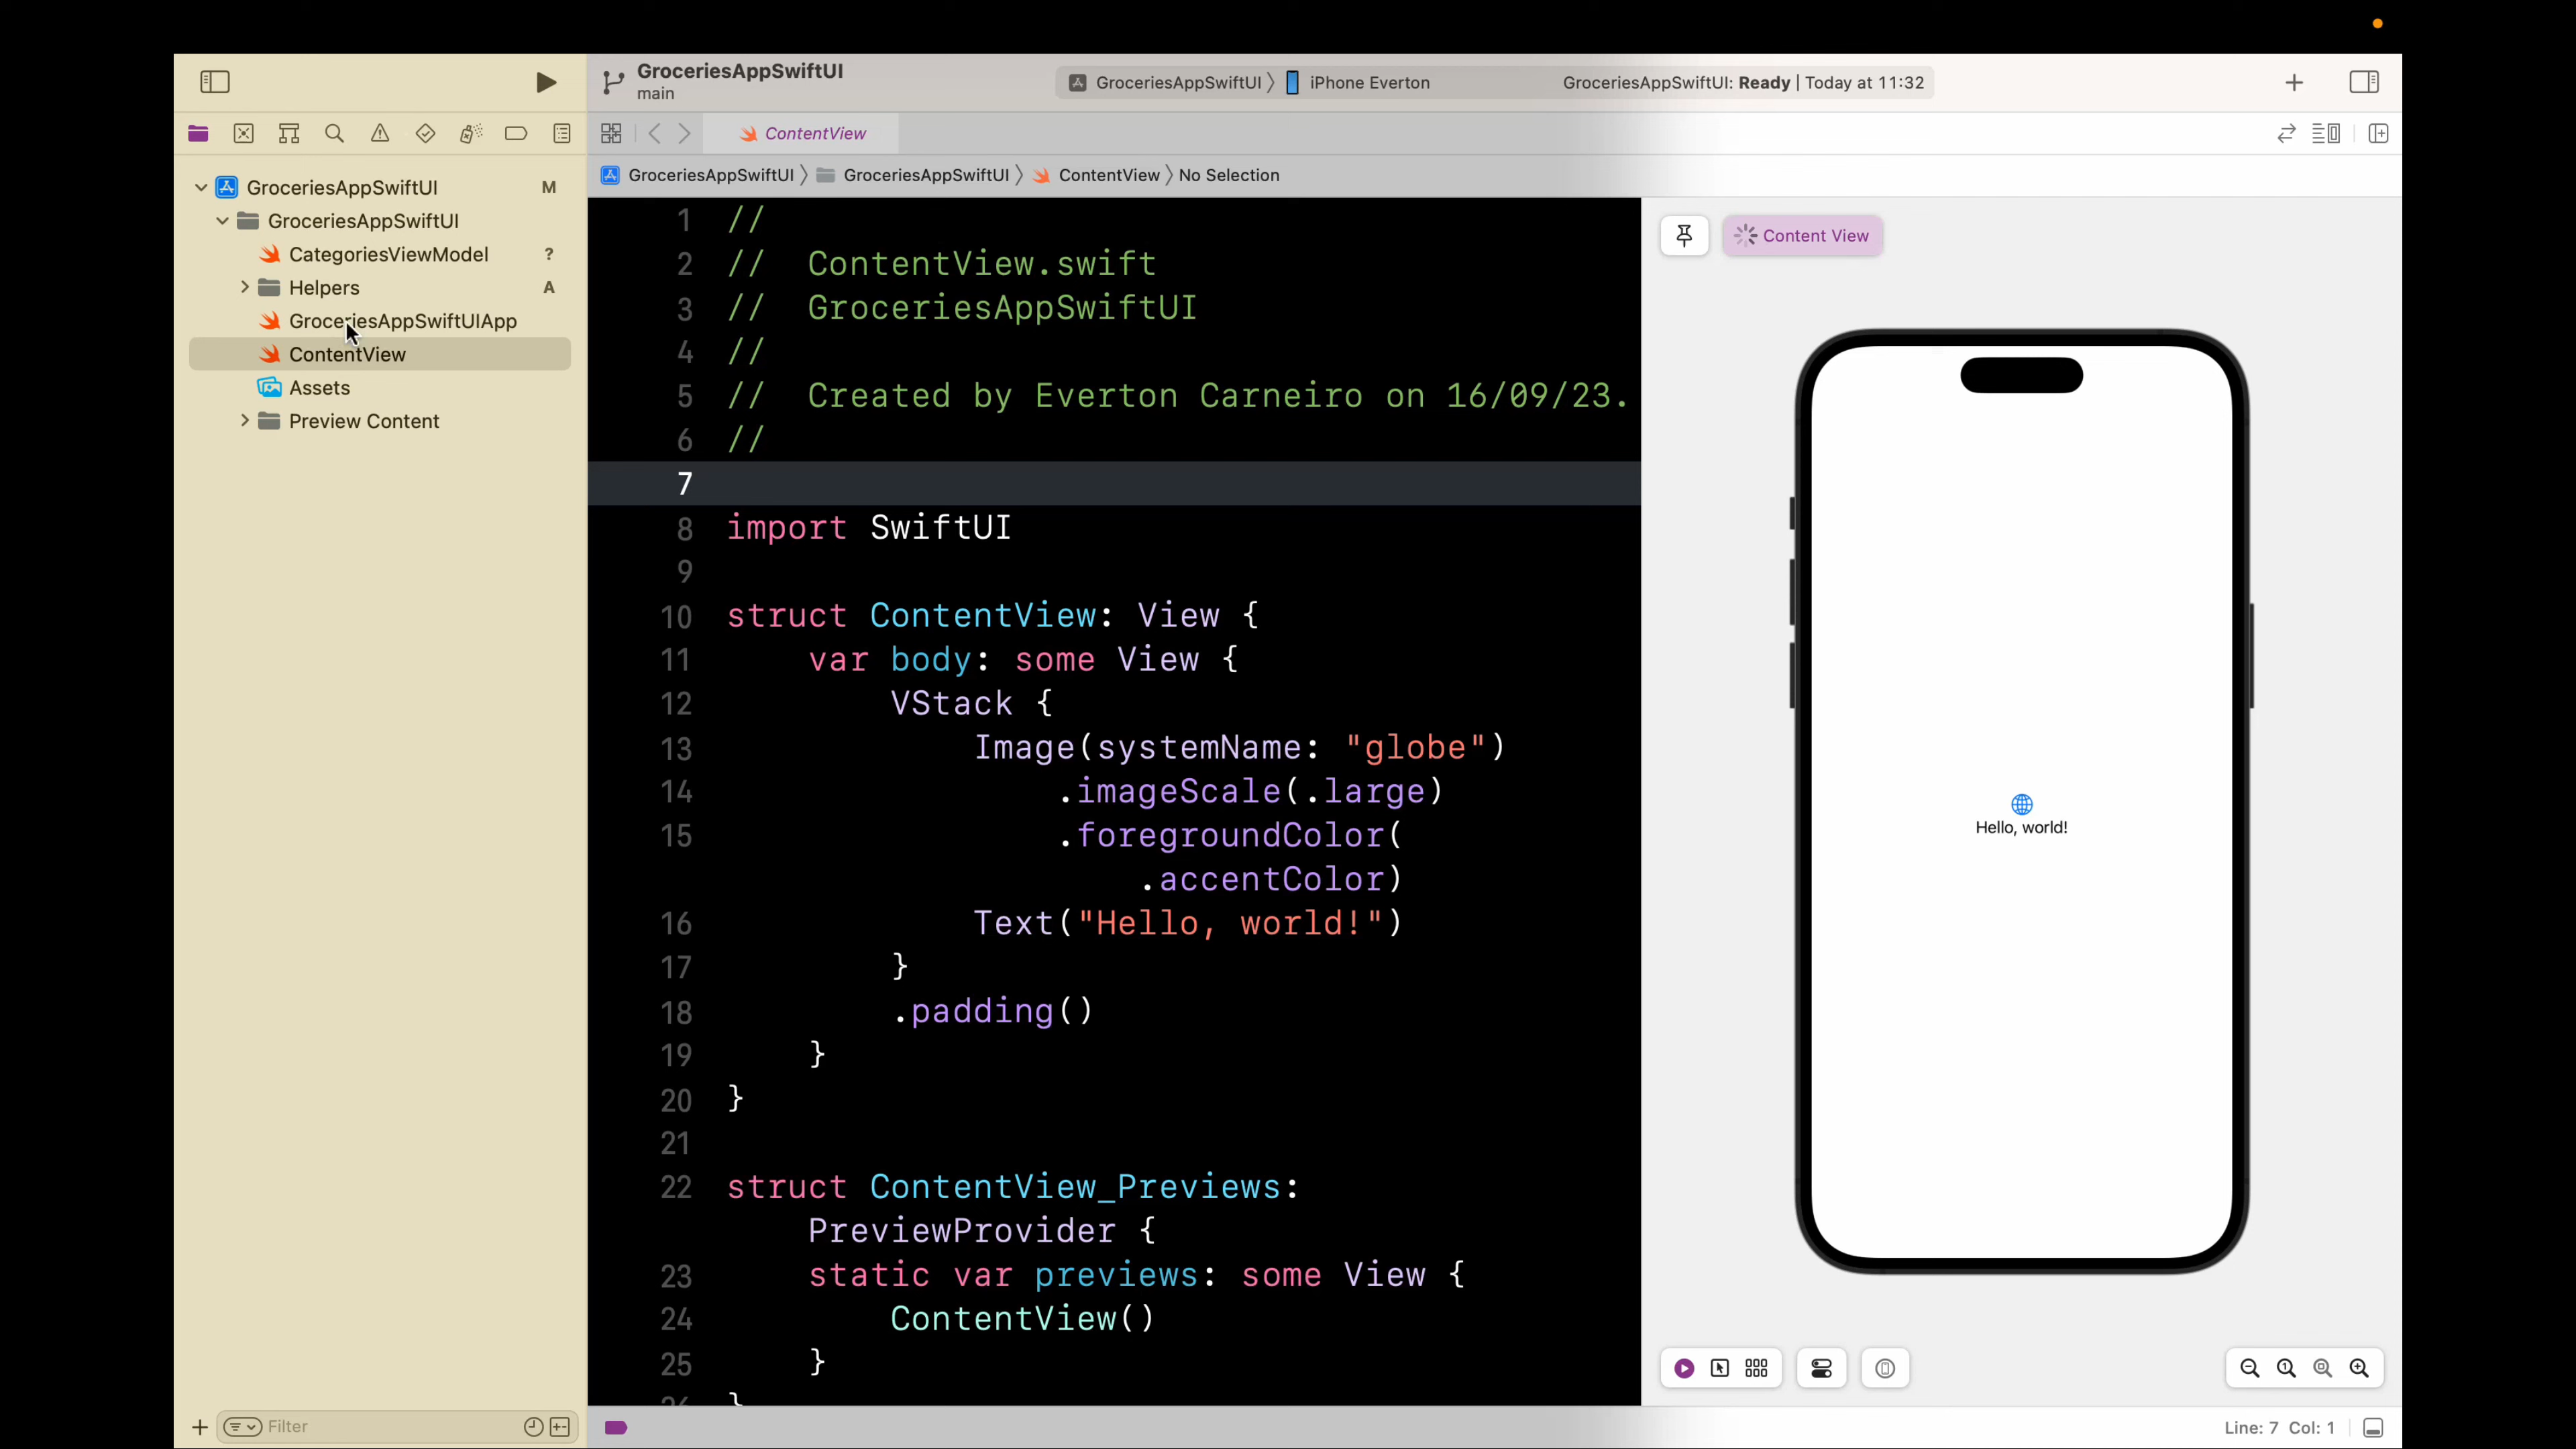 GroceriesAppSwiftUI
main
GroceriesAppSwiftUI
iPhone Everton
GroceriesAppSwiftUI: Ready | Today at 11:32
ContentView
GroceriesAppSwiftUI
GroceriesAppSwiftUI
ContentView
No Selection
GroceriesAppSwiftUI M
GroceriesAppSwiftUI
CategoriesViewModel ?
Helpers A
GroceriesAppSwiftUIApp
ContentView
Assets
Preview Content
Filter
1 //
2 //  ContentView.swift
3 //  GroceriesAppSwiftUI
4 //
5 //  Created by Everton Carneiro on 16/09/23.
6 //
7
8 import SwiftUI
9
10 struct ContentView: View {
11     var body: some View {
12         VStack {
13             Image(systemName: "globe")
14                 .imageScale(.large)
15                 .foregroundColor(
.accentColor)
16             Text("Hello, world!")
17         }
18         .padding()
19     }
20 }
21
22 struct ContentView_Previews:
PreviewProvider {
23     static var previews: some View {
24         ContentView()
25     }
26 }
Content View
Hello, world!
Line: 7 Col: 1